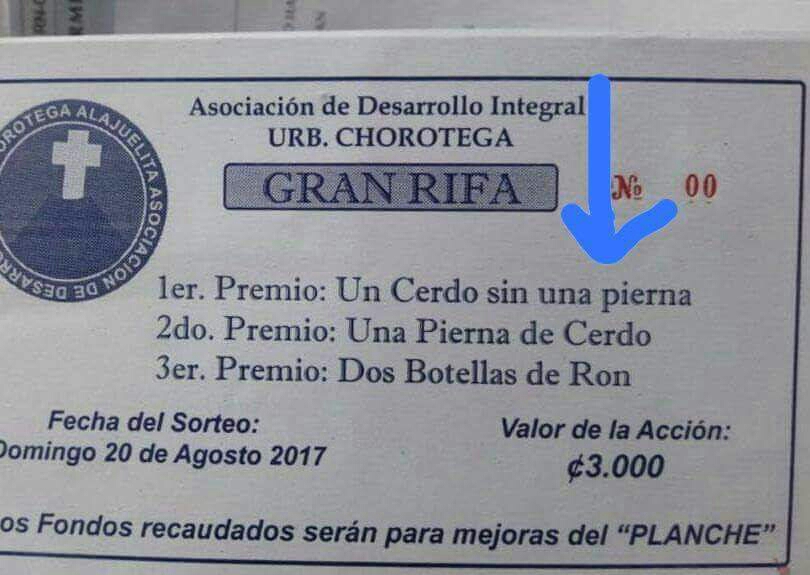 OROTEGA ALAJUELITA ASOCIACION DE DESARRO
Asociación de Desarrollo Integral
URB. CHOROTEGA
GRAN RIFA
№ 00
1er. Premio: Un Cerdo sin una pierna
2do. Premio: Una Pierna de Cerdo
3er. Premio: Dos Botellas de Ron
Fecha del Sorteo:
Domingo 20 de Agosto 2017
Valor de la Acción:
¢3.000
os Fondos recaudados serán para mejoras del “PLANCHE”